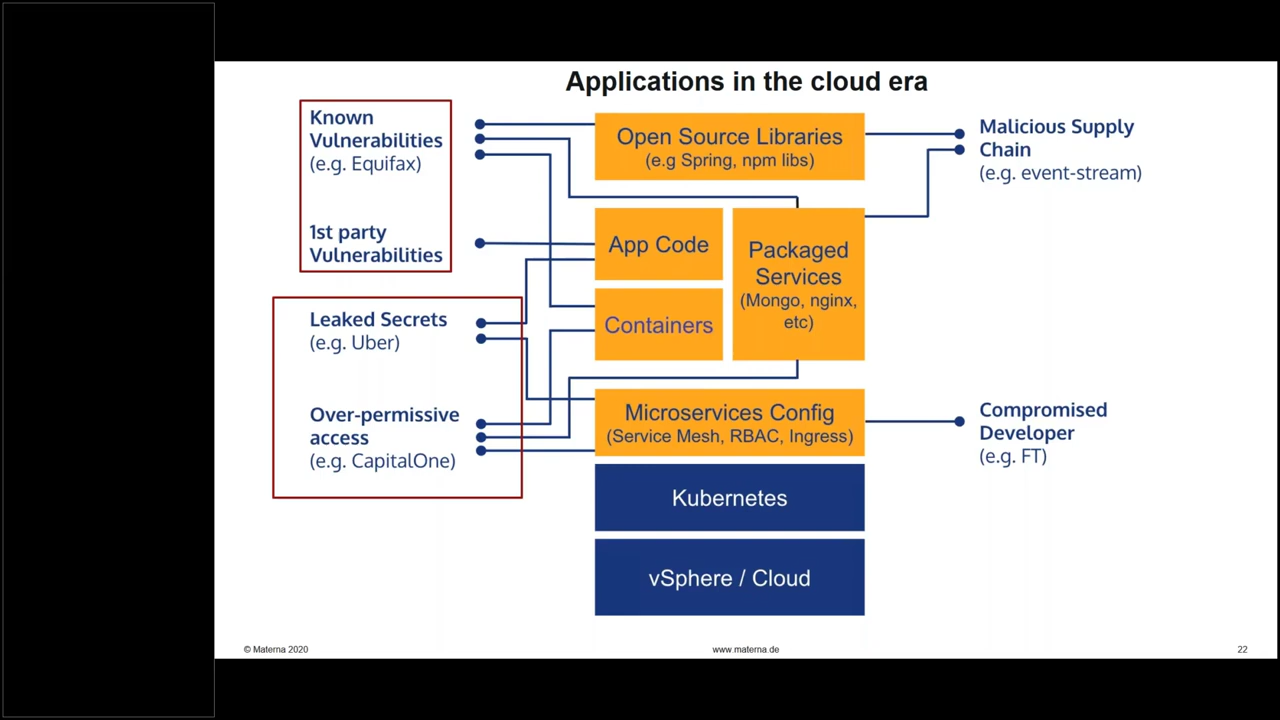 Applications in the cloud era
Known
Vulnerabilities
(e.g. Equifax)
1st party
Vulnerabilities
Leaked Secrets
(e.g. Uber)
Over-permissive
access
(e.g. CapitalOne)
Open Source Libraries
(e.g Spring, npm libs)
App Code
Packaged
Services
(Mongo, nginx,
etc)
Containers
Microservices Config
(Service Mesh, RBAC, Ingress)
Kubernetes
vSphere / Cloud
Malicious Supply
Chain
(e.g. event-stream)
Compromised
Developer
(e.g. FT)
© Materna 2020
www.materna.de
22